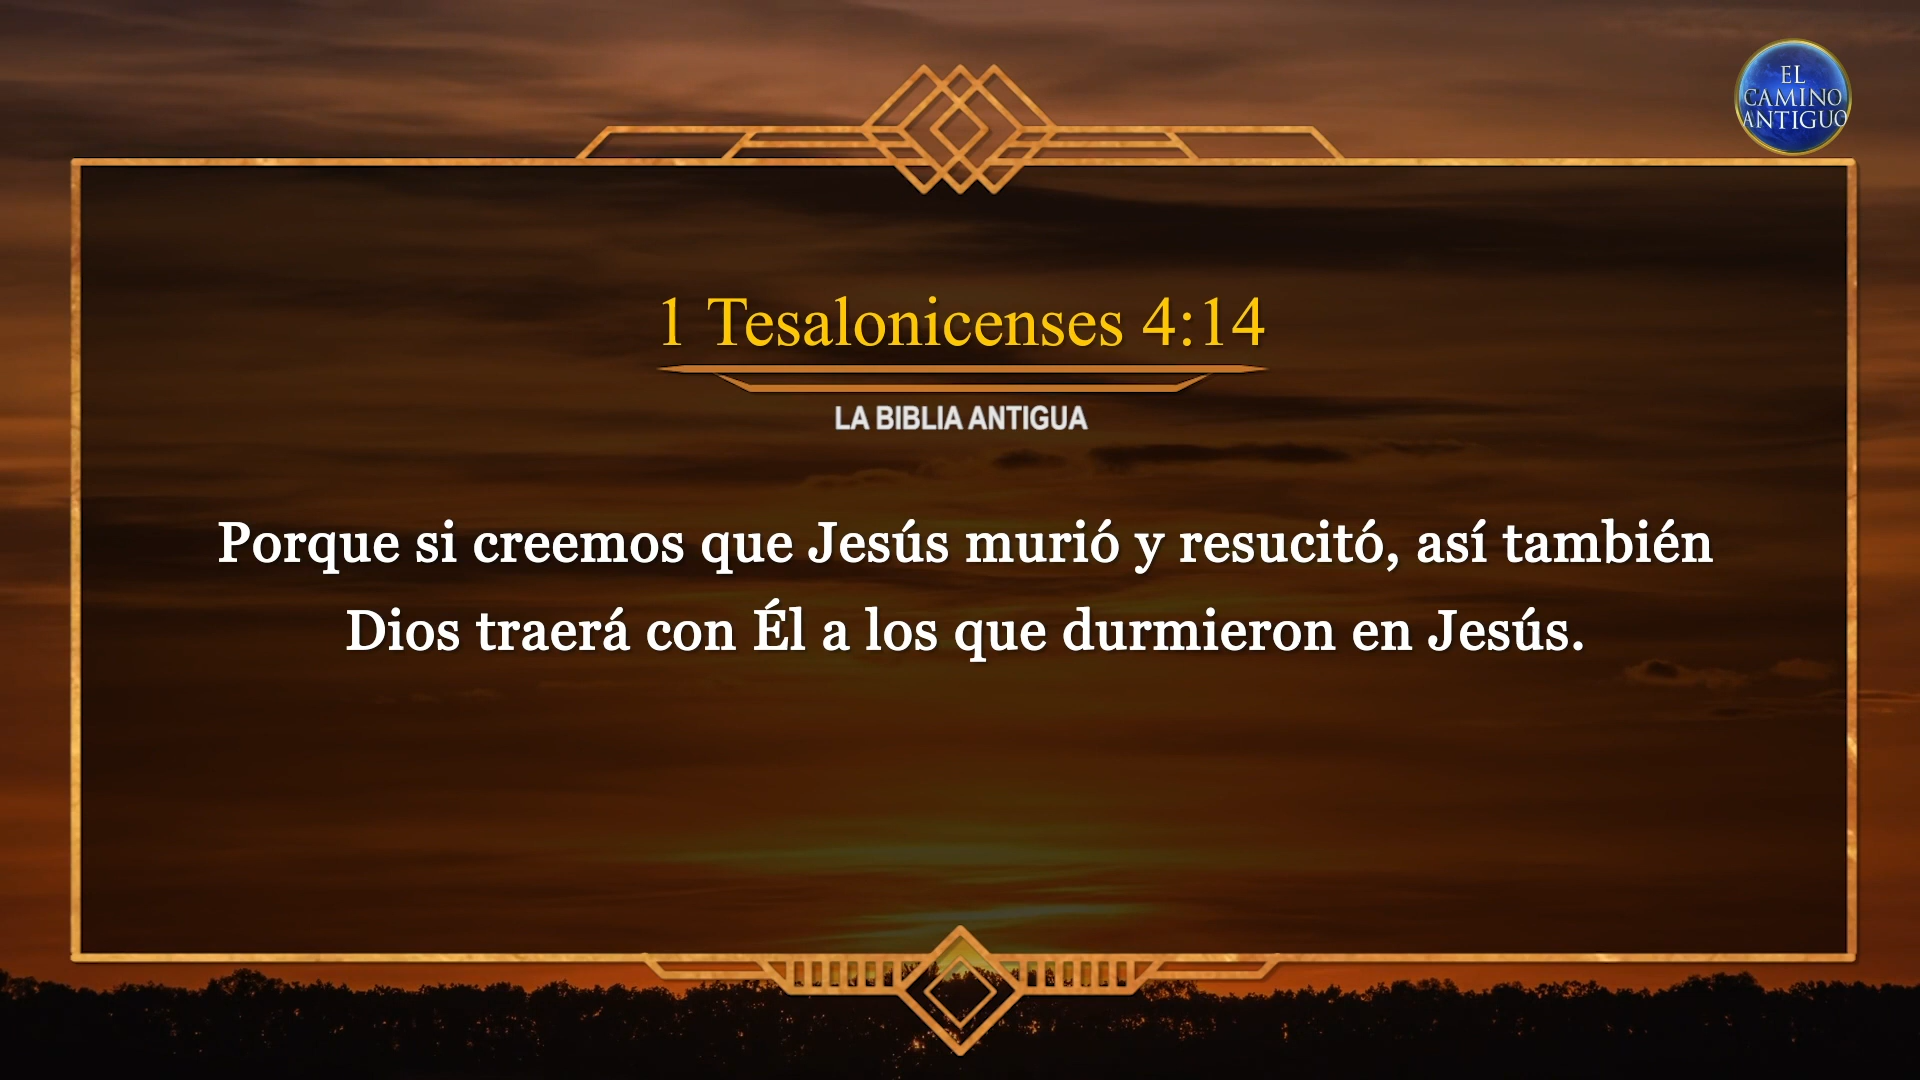 EL
CAMINO
ANTIGUO
1 Tesalonicenses 4:14
LA BIBLIA ANTIGUA
Porque si creemos que Jesús murió y resucitó, así también
Dios traerá con Él a los que durmieron en Jesús.